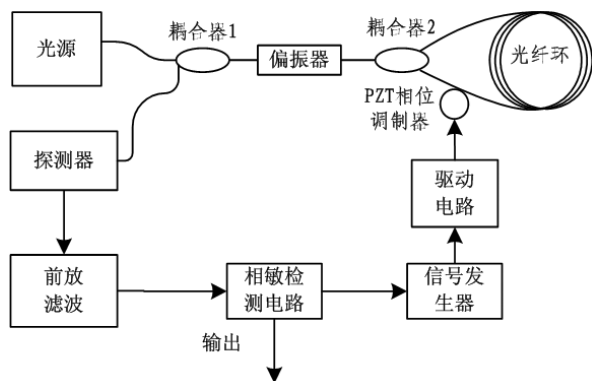 光源
耦合器1
偏振器
耦合器2
光纤环
PZT相位
调制器
探测器
驱动
电路
前放
滤波
相敏检
测电路
信号发
生器
输出